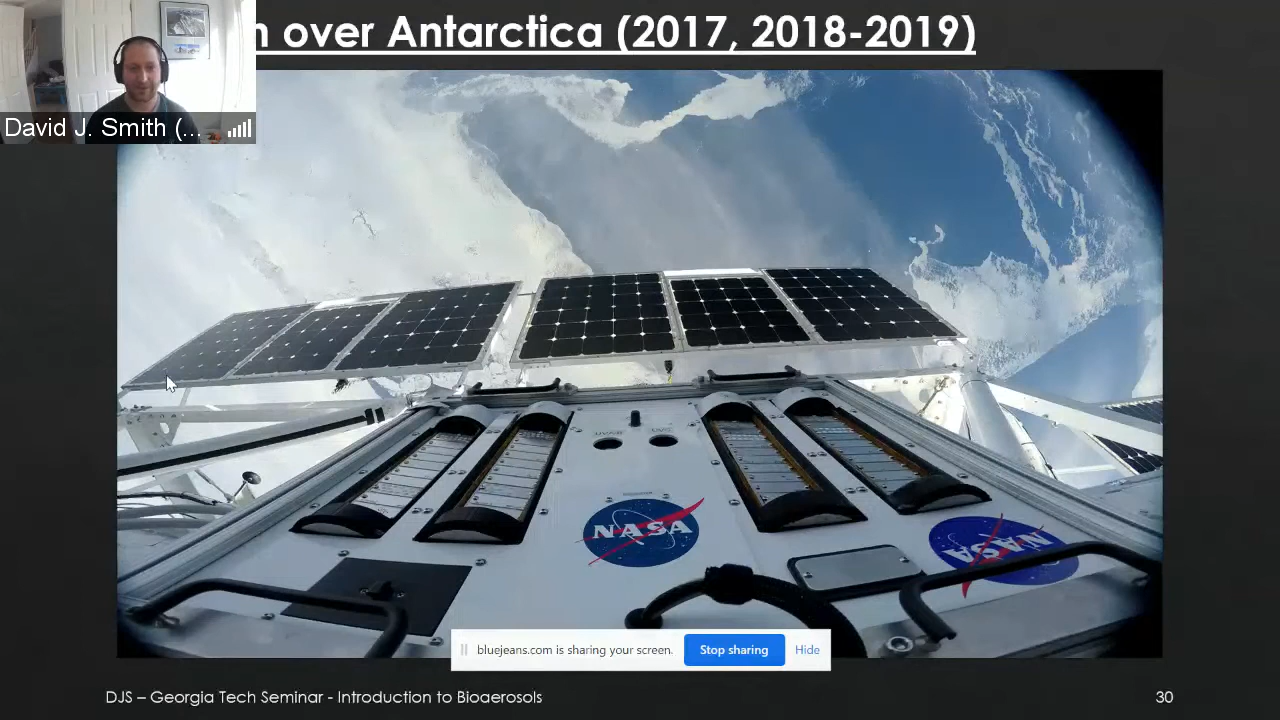 n over Antarctica (2017, 2018-2019)
David J. Smith (...
NASA
NASA
bluejeans.com is sharing your screen.
Stop sharing
Hide
DJS – Georgia Tech Seminar - Introduction to Bioaerosols
30